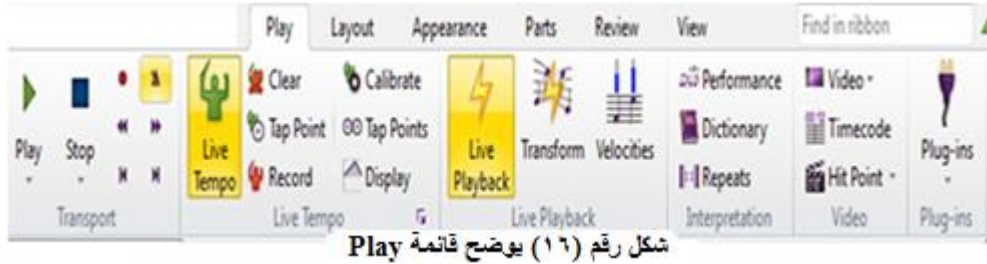 Play Layout Appearance Parts Review View Find in ribbon
Clear Calibrate Performance Video
Tap Point Tap Points Dictionary Timecode
Play Stop Live Tempo Record Display Live Playback Transform Velocities Repeats Hit Point Plug-ins
Transport Live Tempo Live Playback Interpretation Video Plug-ins
شكل رقم (١٦) يوضح قائمة Play